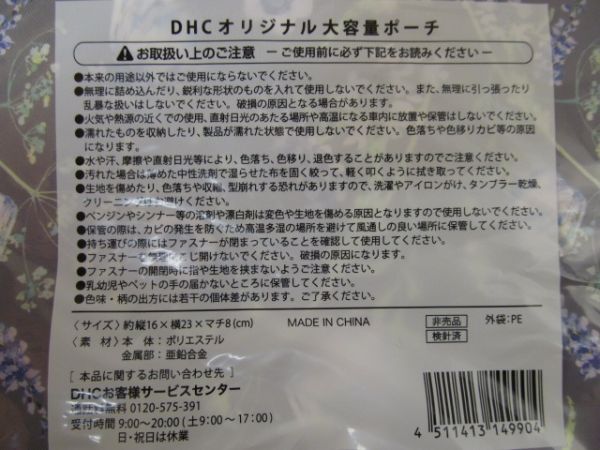 DHCオリジナル大容量ポーチ
お取扱い上のご注意 ―ご使用前に必ず下記をお読みください―
●本来の用途以外ではご使用にならないでください。
●無理に詰め込んだり、鋭利な形状のものを入れて使用しないでください。また、無理に引っ張ったり
乱暴な扱いはしないでください。破損の原因となる場合があります。
●火気や熱源の近くでの使用、直射日光のあたる場所や高温になる車内に放置や保管はしないでください。
●濡れたものを収納したり、製品が濡れた状態で使用しないでください。色落ちや色移りカビ等の原因に
なります。
●水や汗、摩擦や直射日光等により、色落ち、色移り、退色することがありますのでご注意ください。
●汚れた場合は薄めた中性洗剤で湿らせた布を固く絞って、軽く叩くように拭き取ってください。
●生地を傷めたり、色落ちや収縮、型崩れする恐れがありますので、洗濯やアイロンがけ、タンブラー乾燥、
クリーニングはお避けください。
●ベンジンやシンナー等の溶剤や漂白剤は変色や生地を傷める原因となりますので使用しないでください。
●保管の際は、カビの発生を防ぐため高温多湿の場所を避けて風通しの良い場所に保管してください。
●持ち運びの際にはファスナーが閉まっていることを確認して使用してください。
●ファスナーを無理にこじ開けないでください。破損の原因になります。
●ファスナーの開閉時に指や生地を挟まないようご注意ください。
●乳幼児やペットの手の届かないところに保管してください。
●色味・柄の出方には若干の個体差があります。ご了承ください。
〈サイズ〉約縦16×横23×マチ8(cm) MADE IN CHINA 非売品 外袋:PE
〈素 材〉本 体:ポリエステル 検針済
金属部:亜鉛合金
[ 本品に関するお問い合わせ先 ]
DHCお客様サービスセンター
通話料無料 0120-575-391
受付時間 9:00〜20:00(土9:00〜17:00)
日・祝日は休業
4 511413 149904